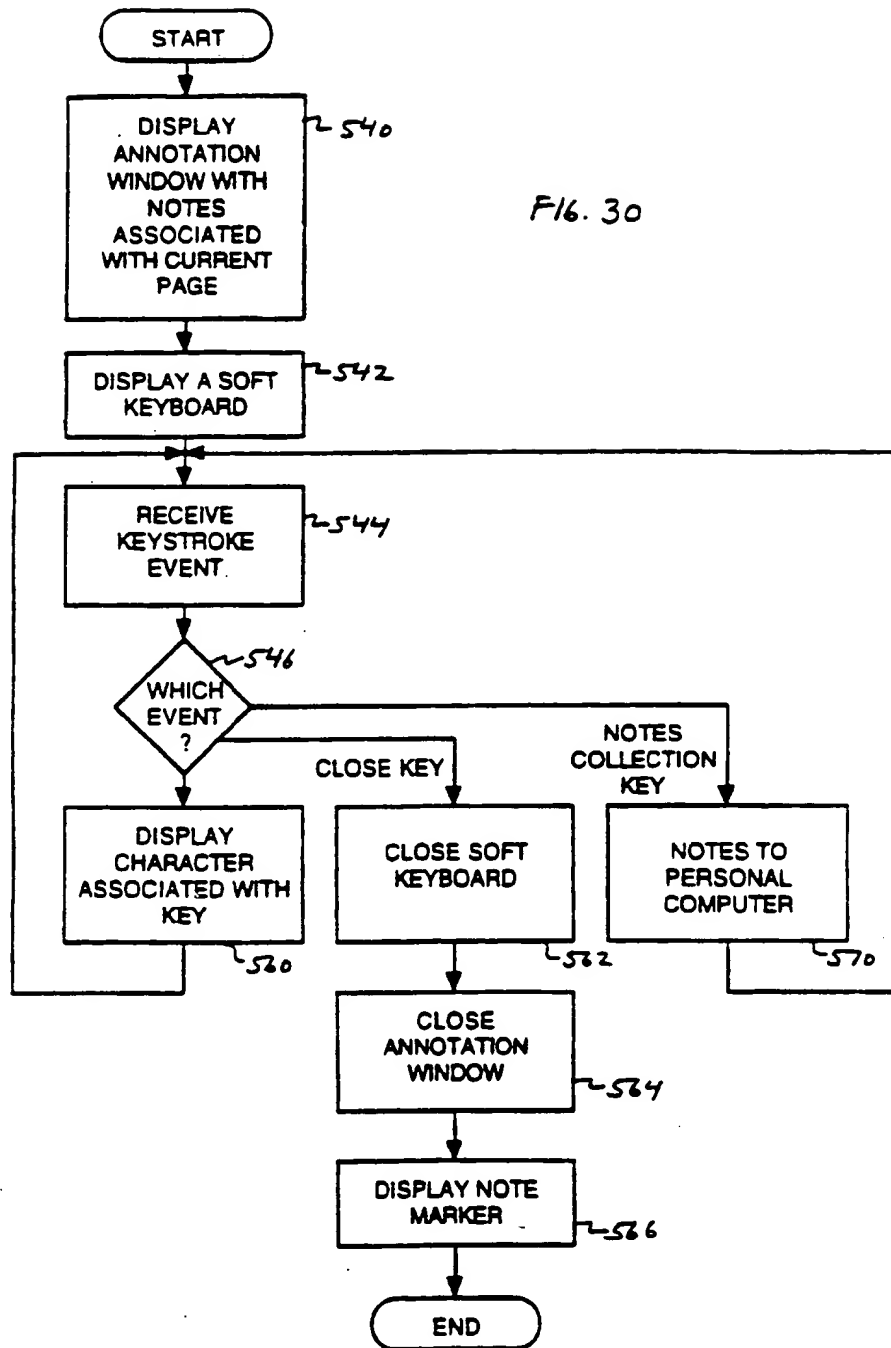 START
DISPLAY
ANNOTATION
WINDOW WITH
NOTES
ASSOCIATED
WITH CURRENT
PAGE
540
FIG. 30
DISPLAY A SOFT
KEYBOARD
542
RECEIVE
KEYSTROKE
EVENT
544
WHICH
EVENT
?
546
CLOSE KEY
NOTES
COLLECTION
KEY
DISPLAY
CHARACTER
ASSOCIATED WITH
KEY
560
CLOSE SOFT
KEYBOARD
562
NOTES TO
PERSONAL
COMPUTER
570
CLOSE
ANNOTATION
WINDOW
564
DISPLAY NOTE
MARKER
566
END